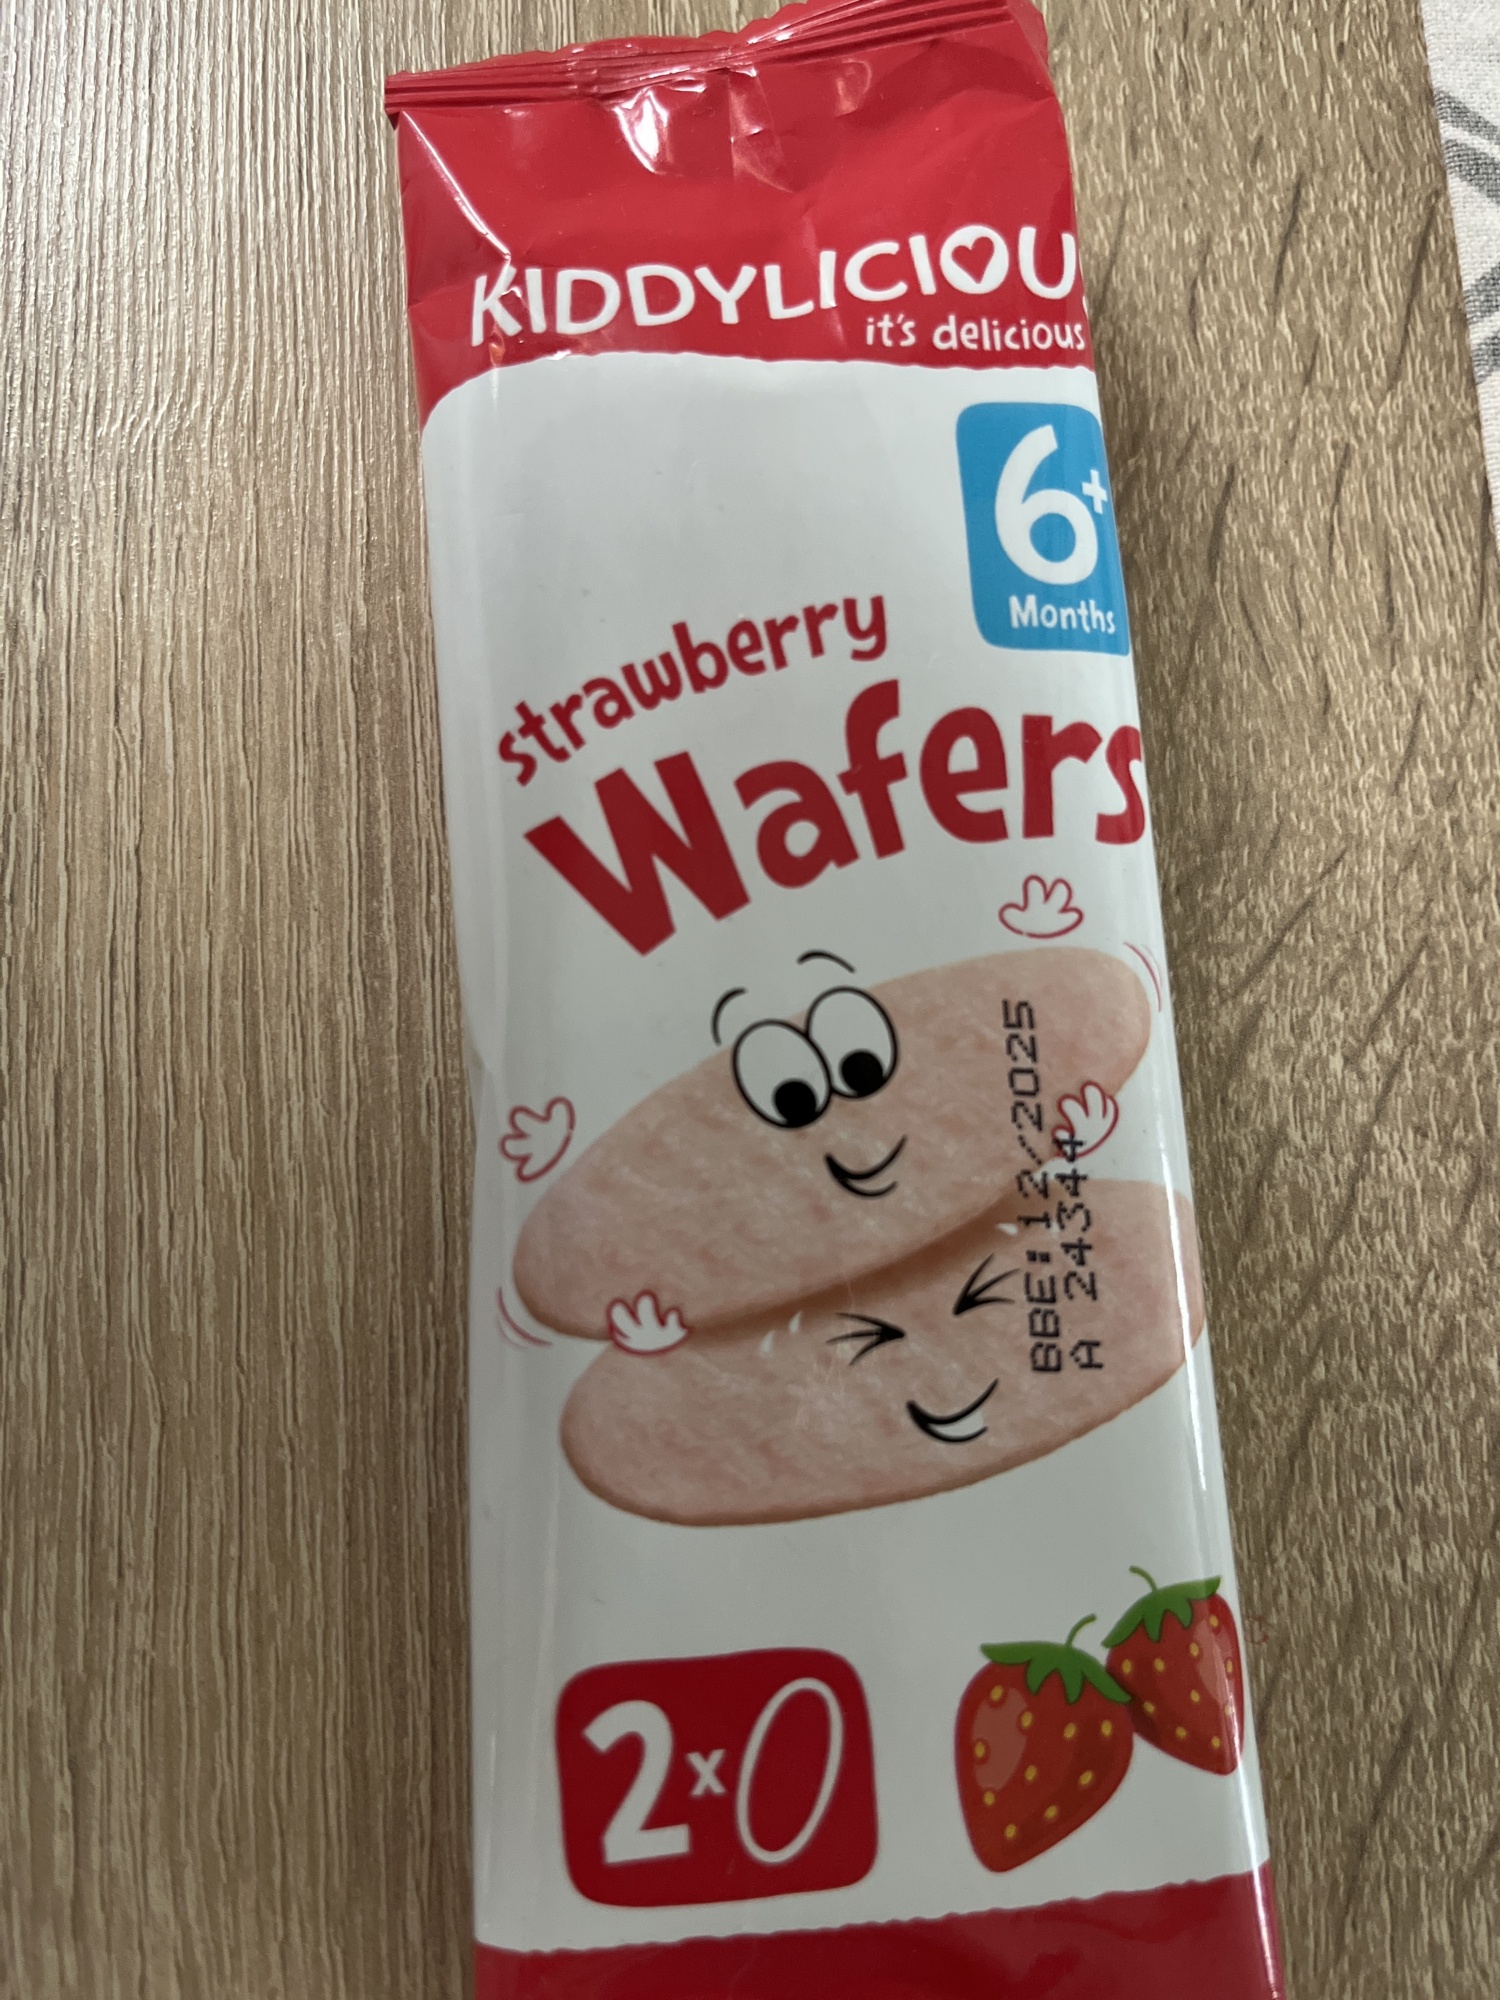 KIDDYLICIOU
it's delicious
6+
Months
strawberry
Wafers
BBE: 12/2025
A 24344
2x